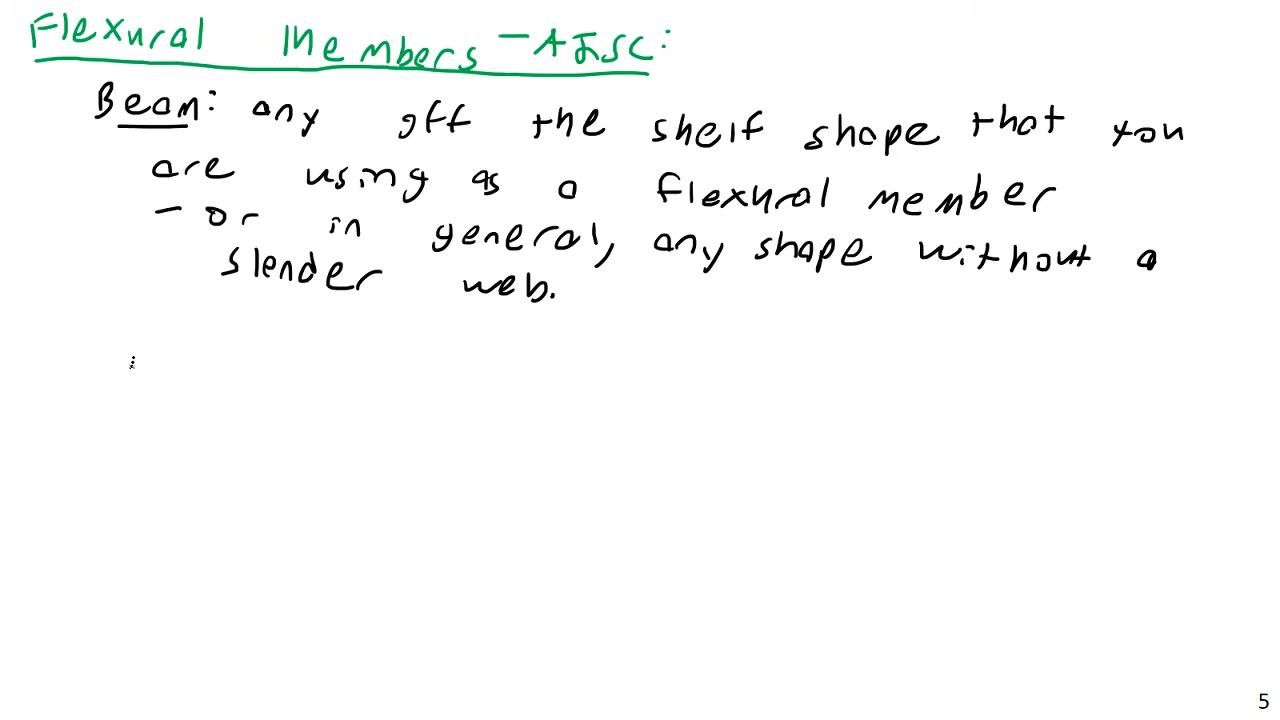 Flexural Members - AISC:
Beam: any off the shelf shape that you
are using as a flexural member
- or in general, any shape without a
slender web.
5